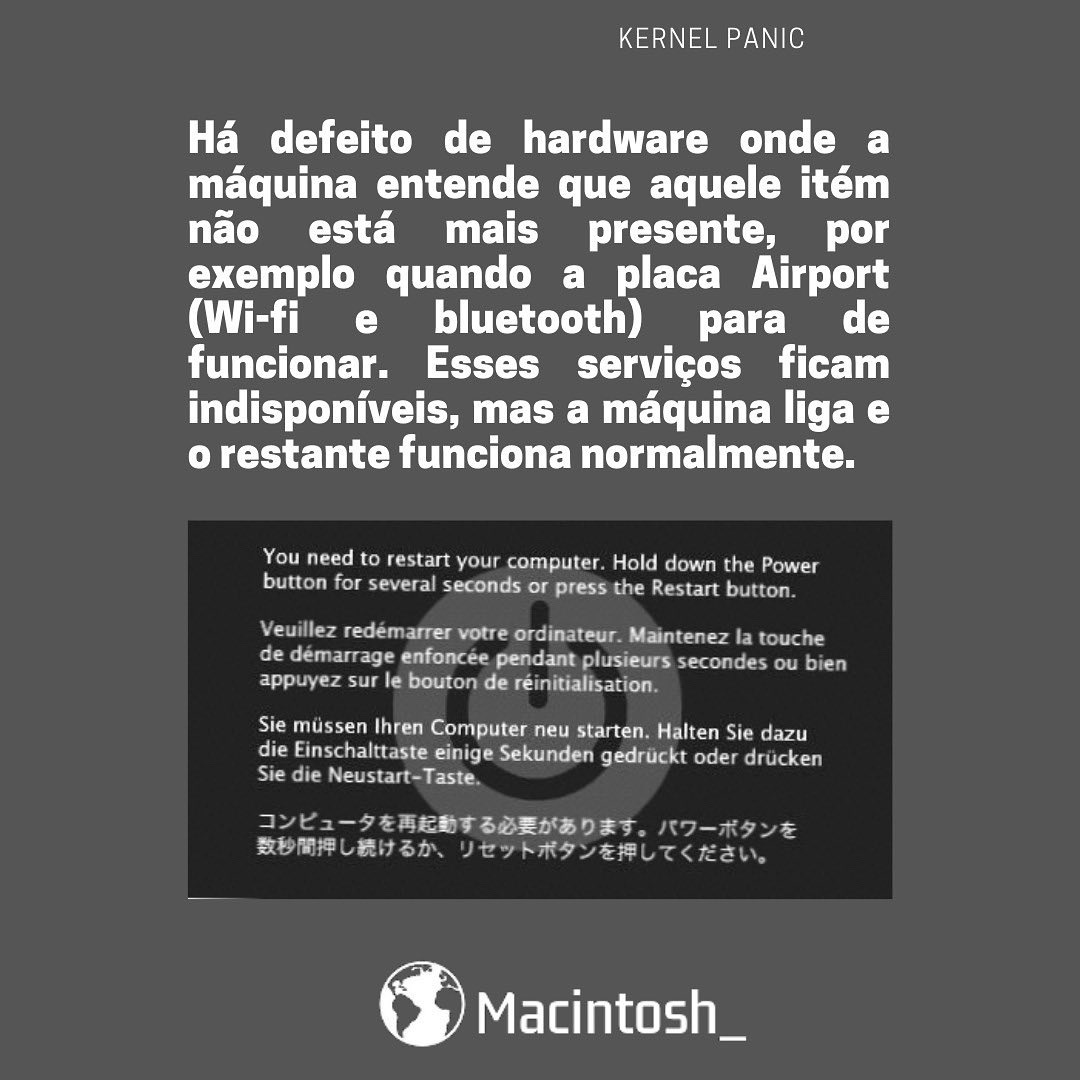 KERNEL PANIC
Há defeito de hardware onde a
máquina entende que aquele itém
não está mais presente, por
exemplo quando a placa Airport
(Wi-fi e bluetooth) para de
funcionar. Esses serviços ficam
indisponíveis, mas a máquina liga e
o restante funciona normalmente.
You need to restart your computer. Hold down the Power
button for several seconds or press the Restart button.
Veuillez redémarrer votre ordinateur. Maintenez la touche
de démarrage enfoncée pendant plusieurs secondes ou bien
appuyez sur le bouton de réinitialisation.
Sie müssen Ihren Computer neu starten. Halten Sie dazu
die Einschalttaste einige Sekunden gedrückt oder drücken
Sie die Neustart-Taste.
コンピュータを再起動する必要があります。パワーボタンを
数秒間押し続けるか、リセットボタンを押してください。
Macintosh_